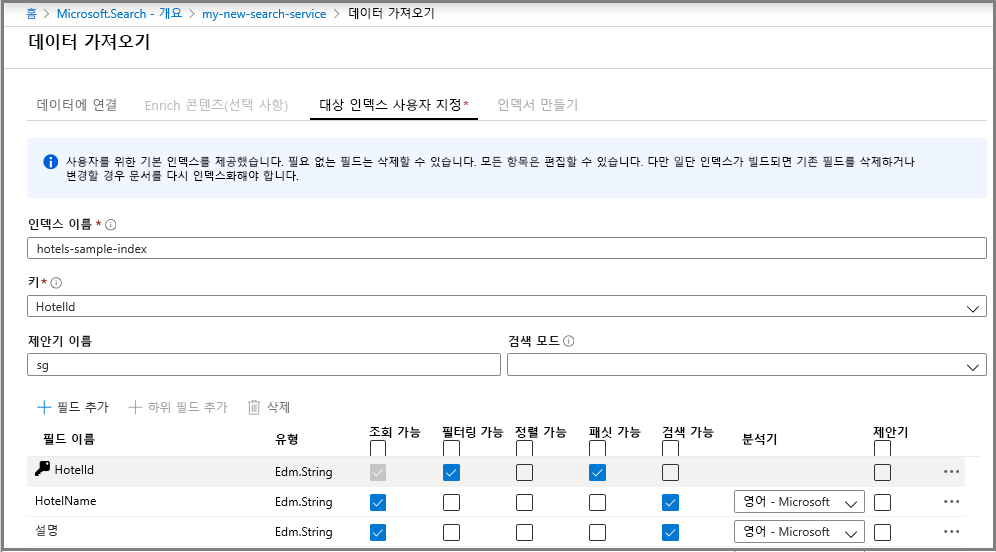 홈 > Microsoft.Search - 개요 > my-new-search-service > 데이터 가져오기
데이터 가져오기
데이터에 연결 Enrich 콘텐츠(선택 사항) 대상 인덱스 사용자 지정* 인덱서 만들기
사용자를 위한 기본 인덱스를 제공했습니다. 필요 없는 필드는 삭제할 수 있습니다. 모든 항목은 편집할 수 있습니다. 다만 일단 인덱스가 빌드되면 기존 필드를 삭제하거나
변경할 경우 문서를 다시 인덱스화해야 합니다.
인덱스 이름 *
hotels-sample-index
키*
HotelId
제안기 이름 검색 모드
sg
필드 추가 하위 필드 추가 삭제
필드 이름 유형 조회 가능 필터링 가능 정렬 가능 패싯 가능 검색 가능 분석기 제안기
HotelId Edm.String
HotelName Edm.String 영어 - Microsoft
설명 Edm.String 영어 - Microsoft